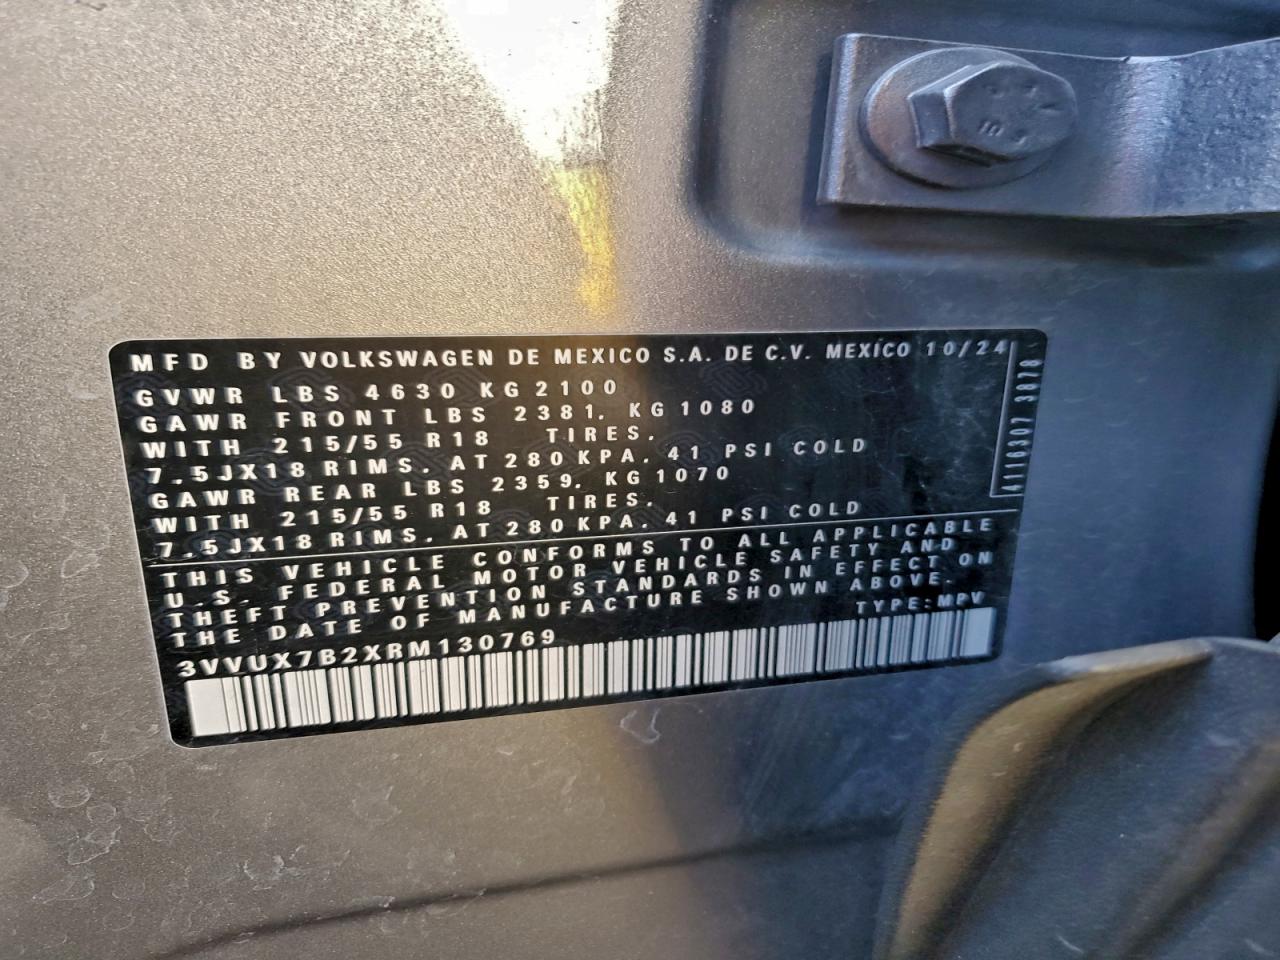 MFD BY VOLKSWAGEN DE MEXICO S.A. DE C.V. MEXICO 10/24
GVWR LBS 4630 KG 2100
GAWR FRONT LBS 2381. KG 1080
WITH 215/55 R18 TIRES.
7.5JX18 RIMS. AT 280 KPA. 41 PSI COLD
GAWR REAR LBS 2359. KG 1070
WITH 215/55 R18 TIRES.
7.5JX18 RIMS. AT 280 KPA. 41 PSI COLD
THIS VEHICLE CONFORMS TO ALL APPLICABLE
U.S. FEDERAL MOTOR VEHICLE SAFETY AND
THEFT PREVENTION STANDARDS IN EFFECT ON
THE DATE OF MANUFACTURE SHOWN ABOVE.
TYPE: MPV
3VVUX7B2XRM130769
4116307 3878
10.9